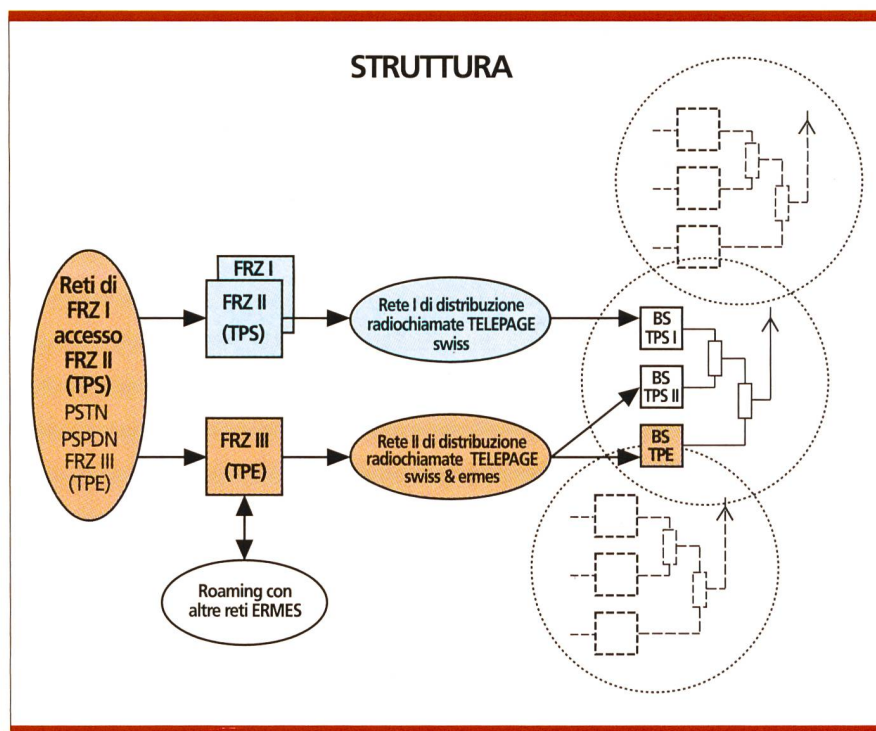 STRUTTURA
Reti di
FRZ I
accesso
FRZ II
(TPS)
PSTN
PSPDN
FRZ III
(TPE)
FRZ I
FRZ II
(TPS)
Rete I di distribuzione
radiochiamate TELEPAGE
swiss
BS
TPS I
BS
TPS II
BS
TPE
FRZ III
(TPE)
Rete II di distribuzione
radiochiamate TELEPAGE
swiss & ermes
Roaming con
altre reti ERMES